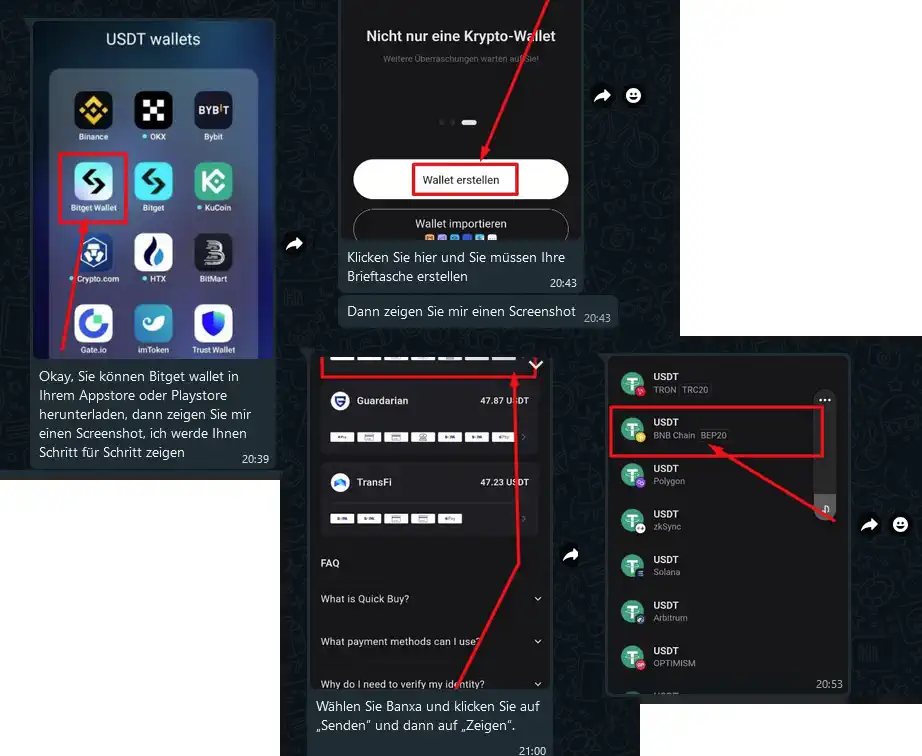 USDT wallets
Binance
OKX
BYBIT
Bybit
Bitget Wallet
Bitget
KuCoin
Crypto.com
HTX
BitMart
Gate.io
imToken
Trust Wallet
Okay, Sie können Bitget wallet in
Ihrem Appstore oder Playstore
herunterladen, dann zeigen Sie mir
einen Screenshot, ich werde Ihnen
Schritt für Schritt zeigen
20:39
Nicht nur eine Krypto-Wallet
Weitere Überraschungen warten auf Sie!
Wallet erstellen
Wallet importieren
Klicken Sie hier und Sie müssen Ihre
Brieftasche erstellen
20:43
Dann zeigen Sie mir einen Screenshot
20:43
Guardarian
47.87 USDT
TransFi
47.23 USDT
FAQ
What is Quick Buy?
What payment methods can I use?
Why do I need to verify my identity?
Wählen Sie Banxa und klicken Sie auf
„Senden“ und dann auf „Zeigen“.
21:00
USDT
TRON TRC20
USDT
BNB Chain BEP20
USDT
Polygon
USDT
zkSync
USDT
Solana
USDT
Arbitrum
USDT
OPTIMISM
20:53